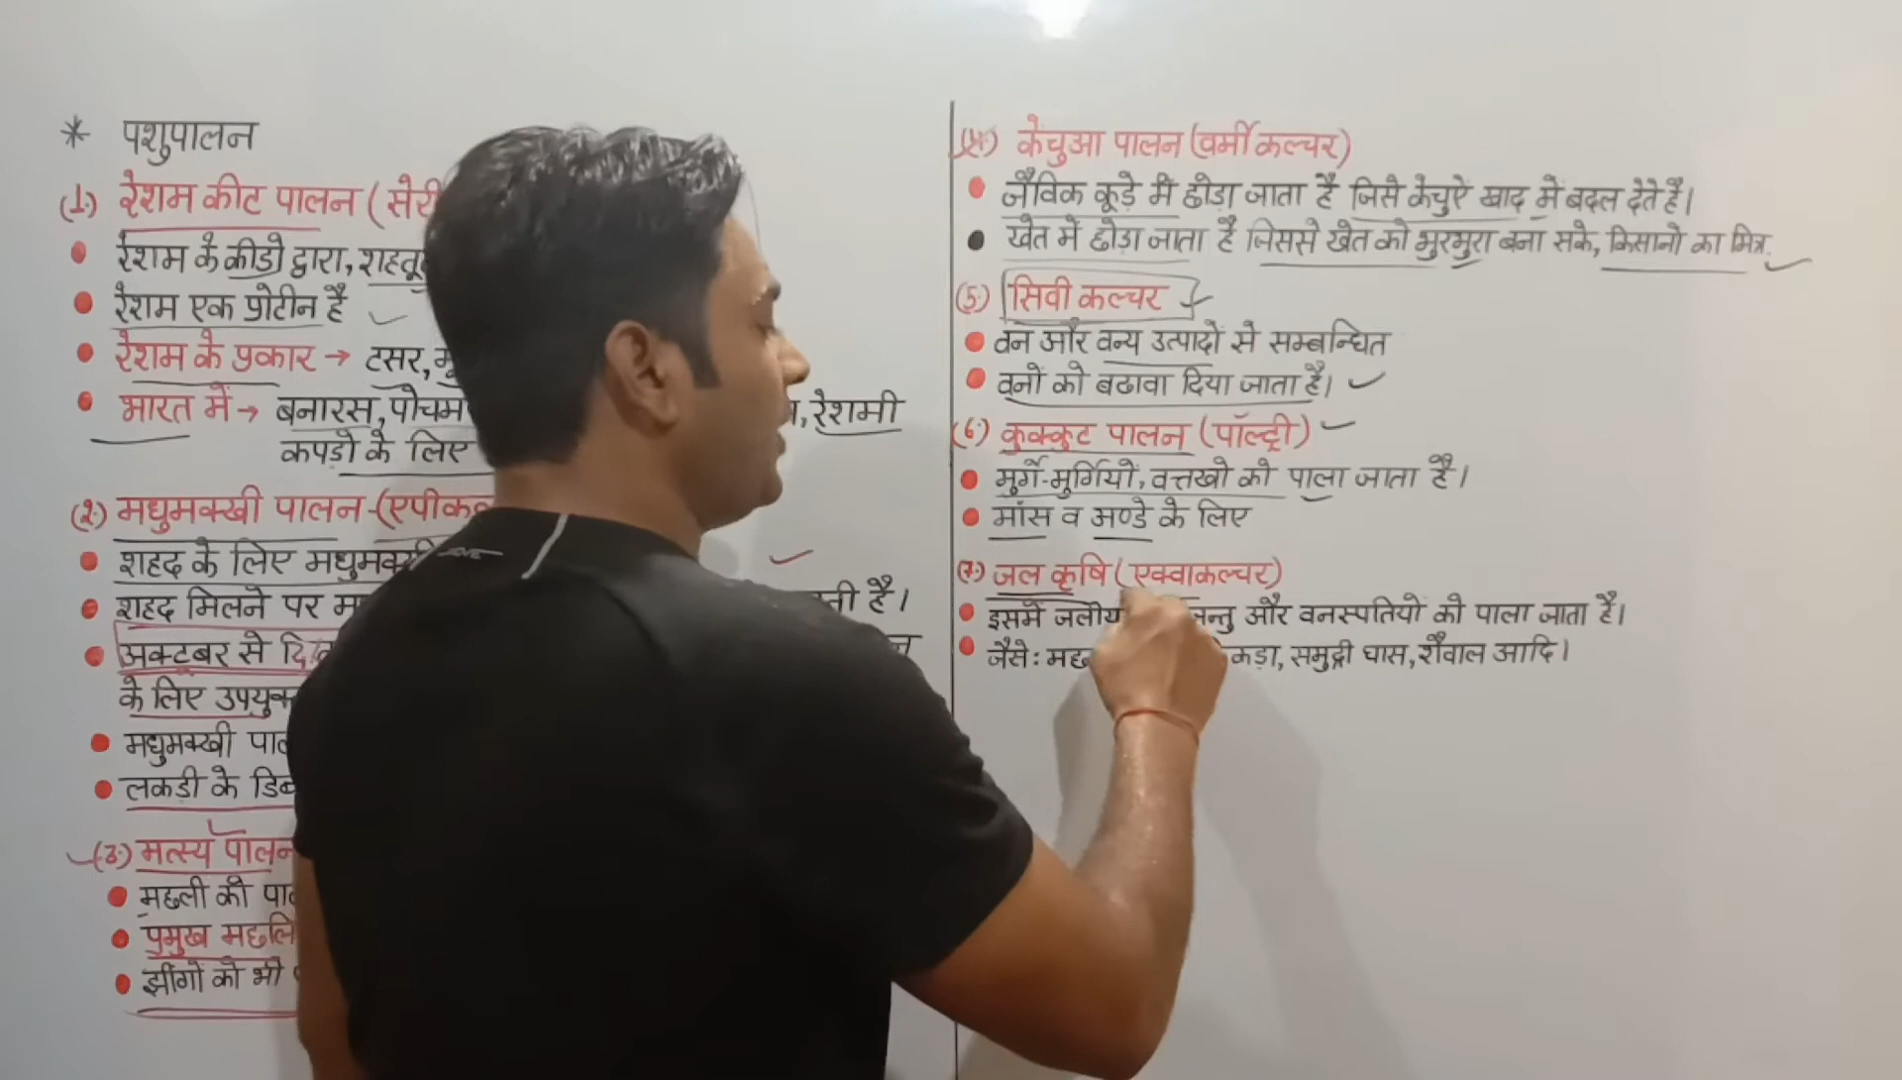 * पशुपालन
(1.) रेशम कीट पालन (सेरी
• रेशम के कीडो द्वारा, शहतू
• रेशम एक प्रोटीन है
• रेशम के प्रकार → टसर,
• भारत में → बनारस, पोचम , रेशमी
कपड़ो के लिए
(2.) मधुमक्खी पालन-(एपीकल
• शहद के लिए मधुमक्खी
• शहद मिलने पर है।
• अक्टूबर से
के लिए उपयुक्त
• मधुमक्खी पाल
• लकड़ी के डिब्
(3.) मत्स्य पालन
• मछली को पाल
• प्रमुख मछलि
• झींगों को भी
(4.) केंचुआ पालन (वर्मी कल्चर)
• जैविक कूड़े में छोड़ा जाता है जिसे केंचुऐं खाद में बदल देते है।
• खेत में छोड़ा जाता है जिससे खेत को भुरभुरा बना सके, किसानो का मित्र.
(5.) सिवी कल्चर
• वन और वन्य उत्पादों से सम्बन्धित
• वनों को बढावा दिया जाता है।
(6.) कुक्कुट पालन (पॉल्ट्री)
• मुर्गे-मुर्गियों, वत्तखो को पाला जाता है।
• माँस व अण्डे के लिए
(7.) जल कृषि (एक्वाकल्चर)
• इसमें जलीय जन्तु और वनस्पतियों को पाला जाता है।
• जैसे: मछ कड़ा, समुद्री घास, शैवाल आदि।